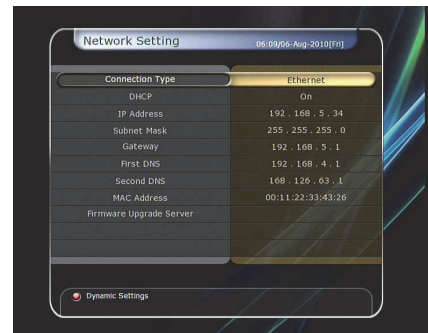 Network Setting
06:09/06-Aug-2010[Fri]
Connection Type Ethernet
DHCP On
IP Address 192 . 168 . 5 . 34
Subnet Mask 255 . 255 . 255 . 0
Gateway 192 . 168 . 5 . 1
First DNS 192 . 168 . 4 . 1
Second DNS 168 . 126 . 63 . 1
MAC Address 00:11:22:33:43:26
Firmware Upgrade Server
Dynamic Settings